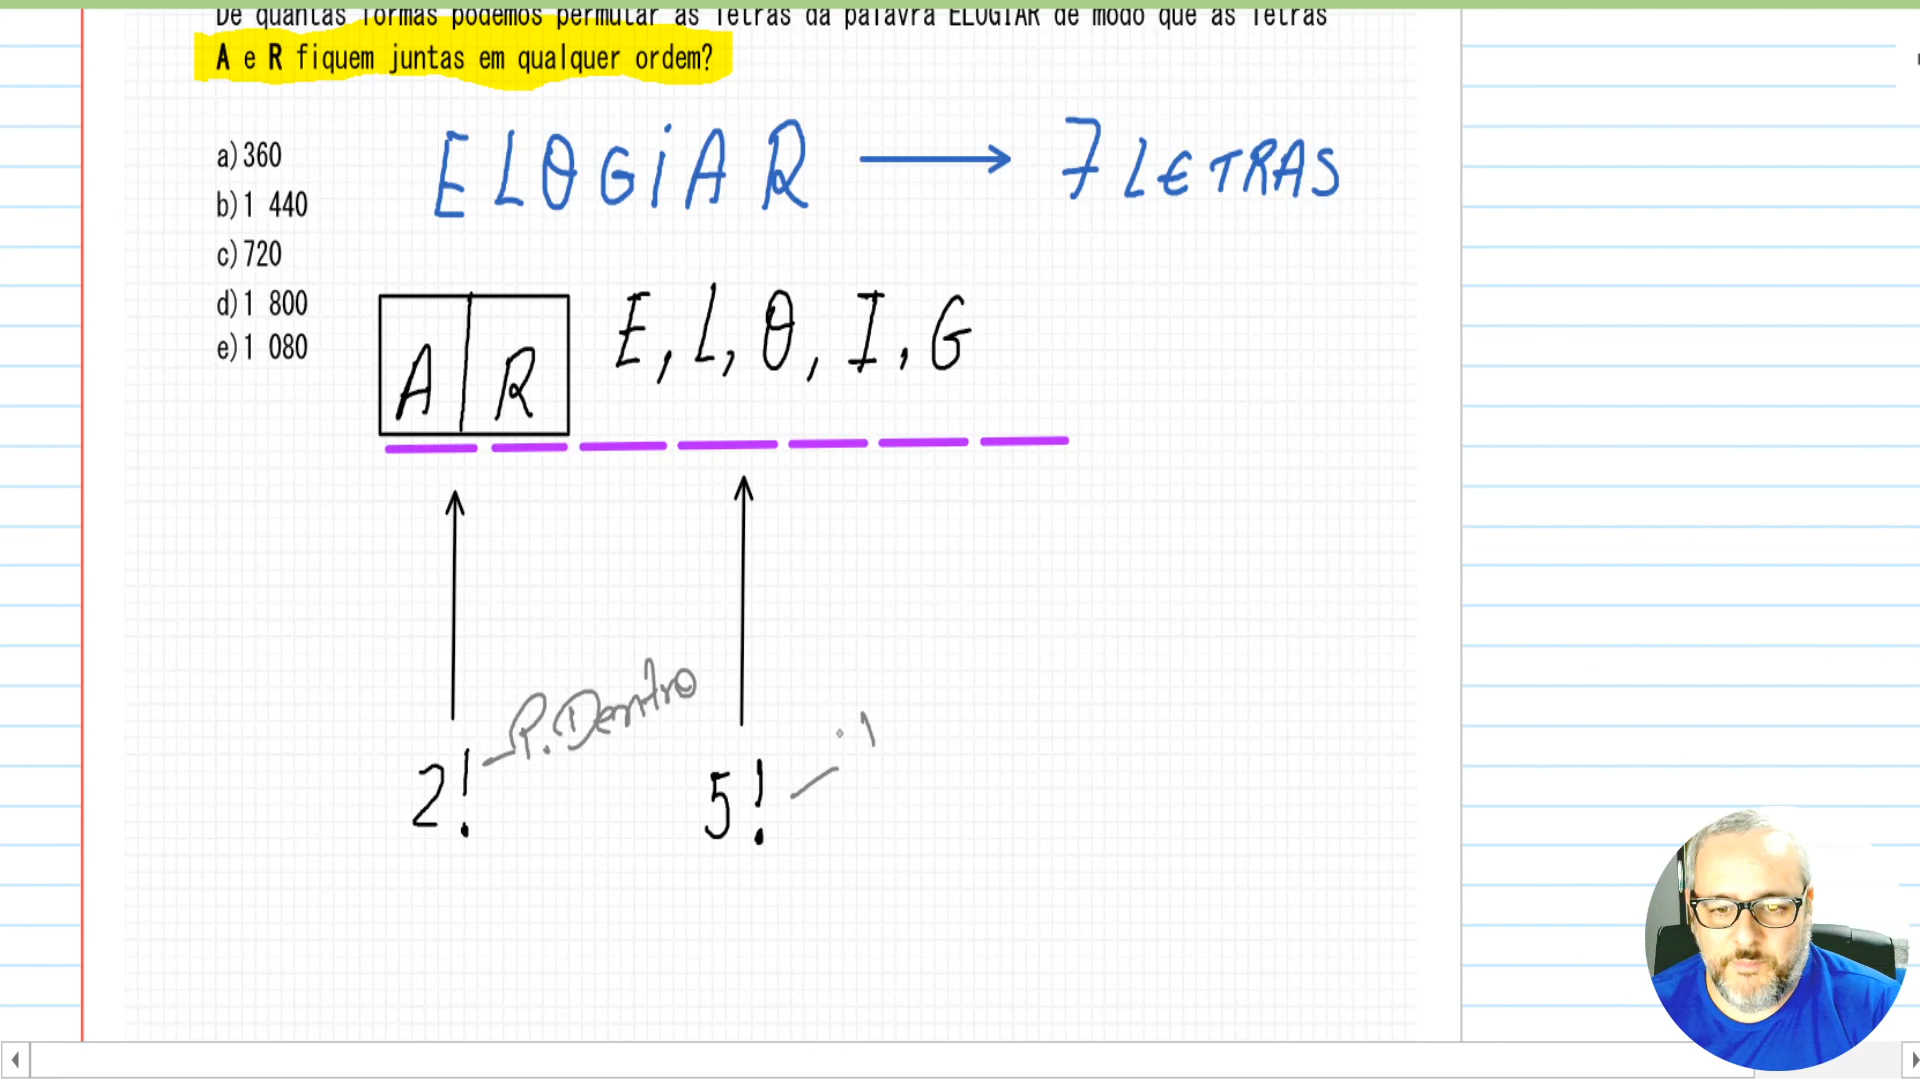 De quantas formas podemos permutar as letras da palavra ELOGIAR de modo que as letras
A e R fiquem juntas em qualquer ordem?
a)360
b)1 440
c)720
d)1 800
e)1 080
ELOGiAR → 7 LETRAS
A | R E, L, O, I, G
2! P. Dentro
5!